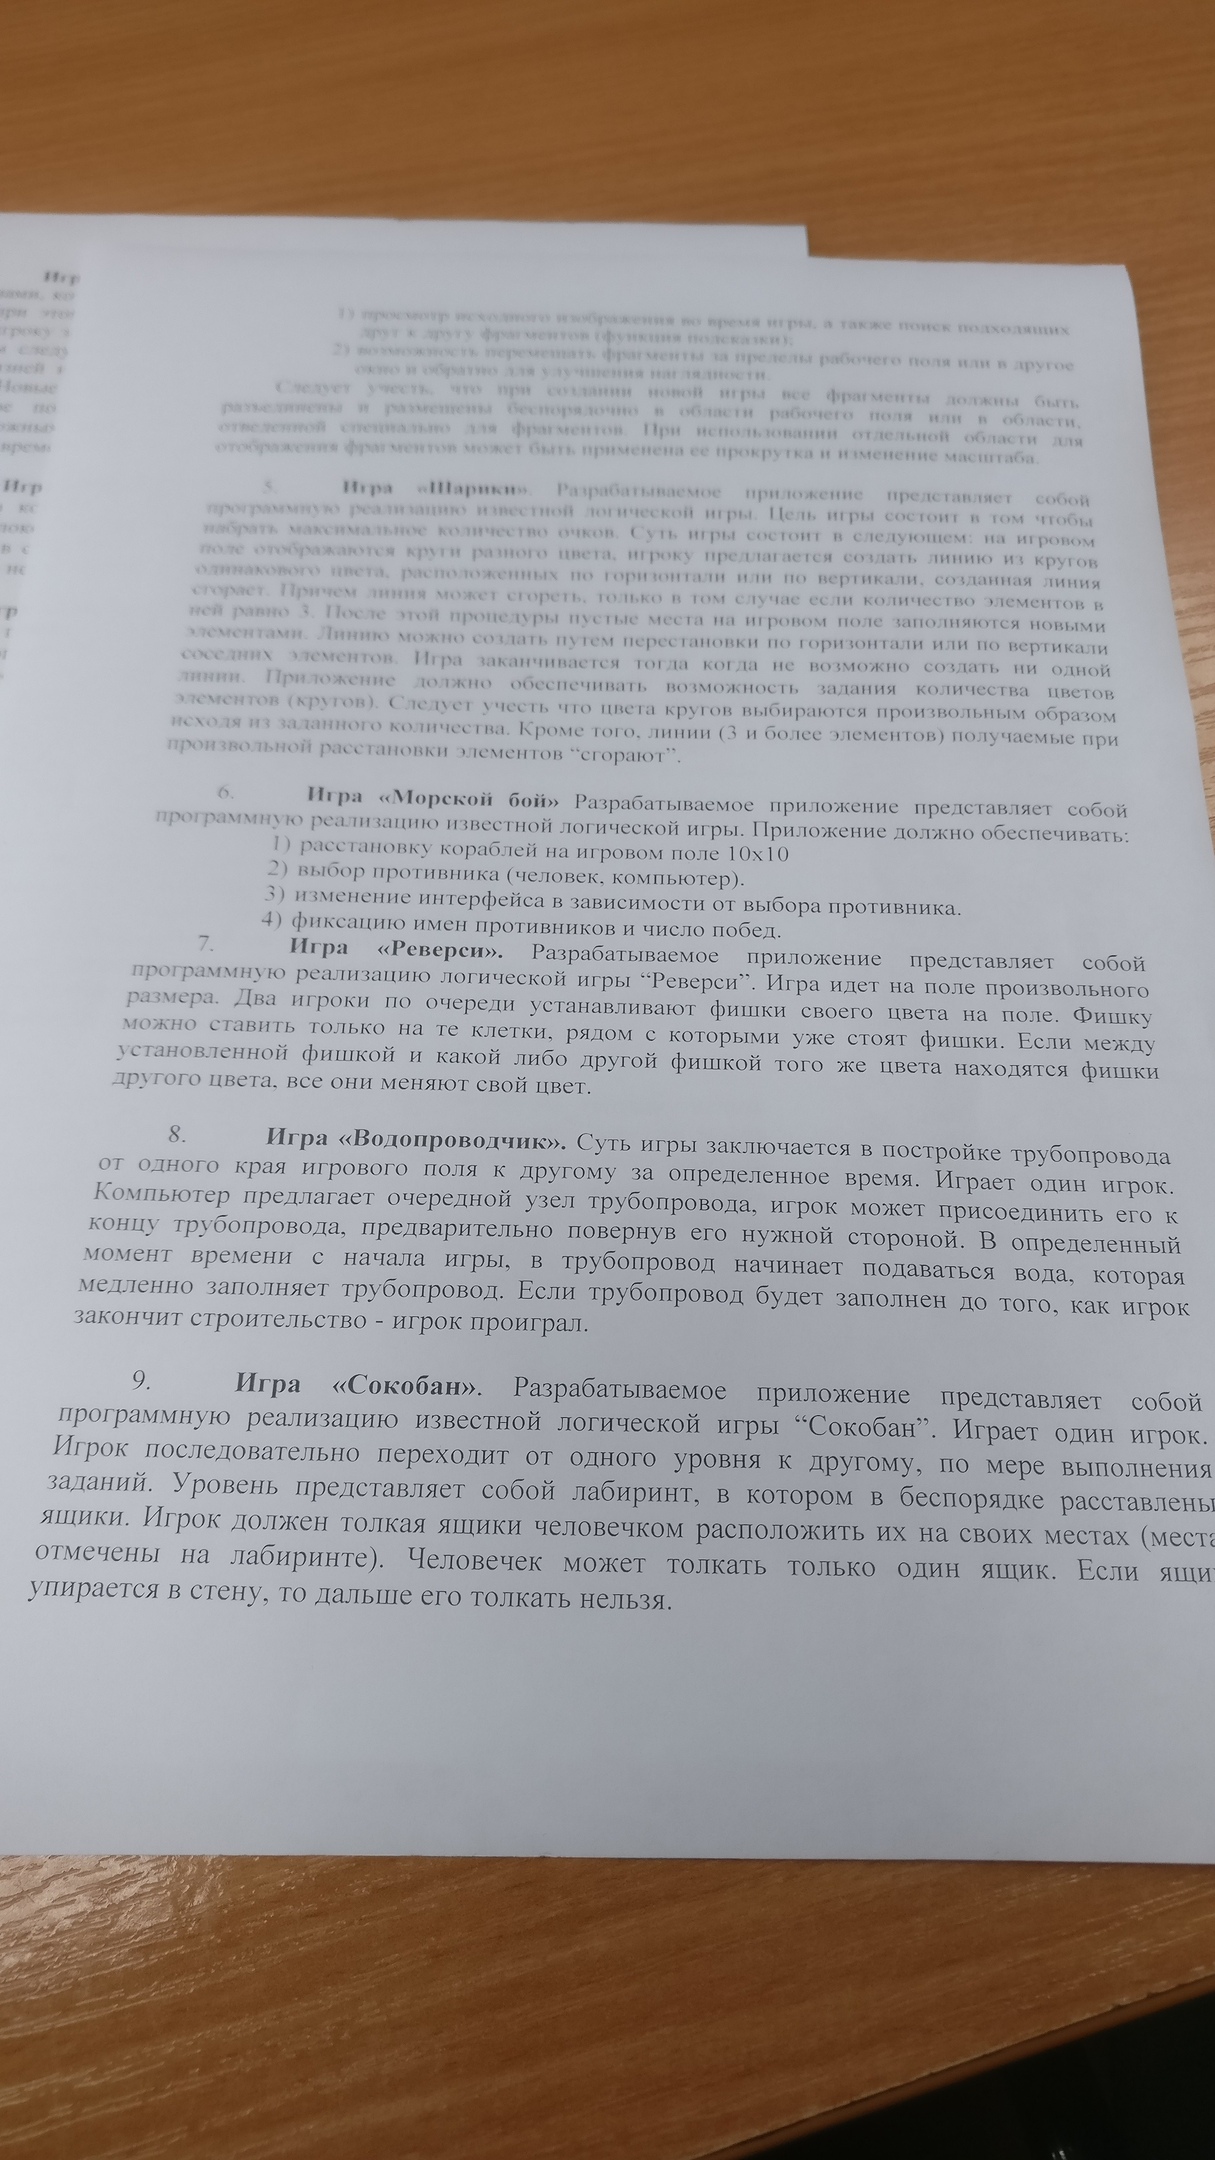 Игр
1) просмотр исходного изображения во время игры, а также поиск подходящих
друг к другу фрагментов (функция подсказки);
2) возможность перемещать фрагменты за пределы рабочего поля или в другое
окно и обратно для улучшения наглядности.
Следует учесть, что при создании новой игры все фрагменты должны быть
разъединены и размещены беспорядочно в области рабочего поля или в области,
отведенной специально для фрагментов. При использовании отдельной области для
отображения фрагментов может быть применена ее прокрутка и изменение масштаба.
Игр
5. Игра «Шарики». Разрабатываемое приложение представляет собой
программную реализацию известной логической игры. Цель игры состоит в том чтобы
набрать максимальное количество очков. Суть игры состоит в следующем: на игровом
поле отображаются круги разного цвета, игроку предлагается создать линию из кругов
одинакового цвета, расположенных по горизонтали или по вертикали, созданная линия
сгорает. Причем линия может сгореть, только в том случае если количество элементов в
ней равно 3. После этой процедуры пустые места на игровом поле заполняются новыми
элементами. Линию можно создать путем перестановки по горизонтали или по вертикали
соседних элементов. Игра заканчивается тогда когда не возможно создать ни одной
линии. Приложение должно обеспечивать возможность задания количества цветов
элементов (кругов). Следует учесть что цвета кругов выбираются произвольным образом
исходя из заданного количества. Кроме того, линии (3 и более элементов) получаемые при
произвольной расстановки элементов “сгорают”.
6. Игра «Морской бой» Разрабатываемое приложение представляет собой
программную реализацию известной логической игры. Приложение должно обеспечивать:
1) расстановку кораблей на игровом поле 10х10
2) выбор противника (человек, компьютер).
3) изменение интерфейса в зависимости от выбора противника.
4) фиксацию имен противников и число побед.
7. Игра «Реверси». Разрабатываемое приложение представляет собой
программную реализацию логической игры “Реверси”. Игра идет на поле произвольного
размера. Два игроки по очереди устанавливают фишки своего цвета на поле. Фишку
можно ставить только на те клетки, рядом с которыми уже стоят фишки. Если между
установленной фишкой и какой либо другой фишкой того же цвета находятся фишки
другого цвета, все они меняют свой цвет.
8. Игра «Водопроводчик». Суть игры заключается в постройке трубопровода
от одного края игрового поля к другому за определенное время. Играет один игрок.
Компьютер предлагает очередной узел трубопровода, игрок может присоединить его к
концу трубопровода, предварительно повернув его нужной стороной. В определенный
момент времени с начала игры, в трубопровод начинает подаваться вода, которая
медленно заполняет трубопровод. Если трубопровод будет заполнен до того, как игрок
закончит строительство - игрок проиграл.
9. Игра «Сокобан». Разрабатываемое приложение представляет собой
программную реализацию известной логической игры “Сокобан”. Играет один игрок.
Игрок последовательно переходит от одного уровня к другому, по мере выполнения
заданий. Уровень представляет собой лабиринт, в котором в беспорядке расставлены
ящики. Игрок должен толкая ящики человечком расположить их на своих местах (места
отмечены на лабиринте). Человечек может толкать только один ящик. Если ящи
упирается в стену, то дальше его толкать нельзя.